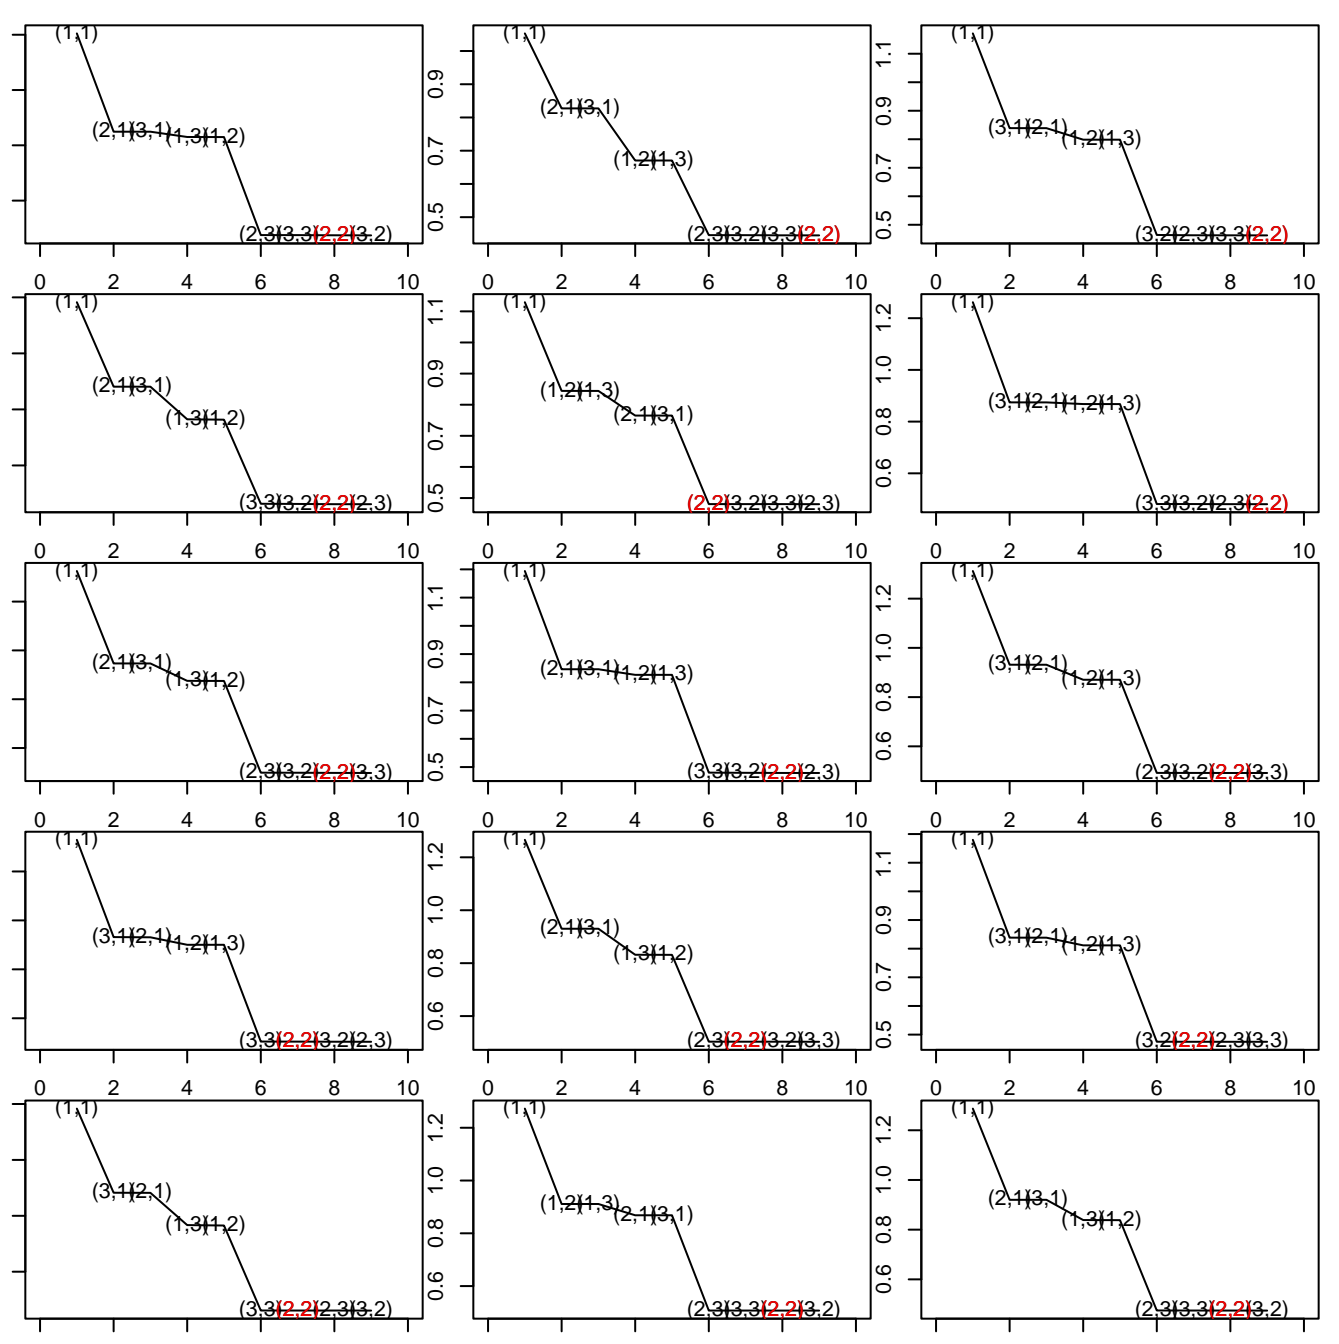 (1,1) (1,1) (1,1)
0.9 1.1
(2,1)(3,1)(1,3)(1,2) (2,1)(3,1) 0.9 (3,1)(2,1)(1,2)(1,3)
0.7 (1,2)(1,3) 0.7
0.5 0.5
(2,3)(3,3)(2,2)(3,2) (2,3)(3,2)(3,3)(2,2) (3,2)(2,3)(3,3)(2,2)
0 2 4 6 8 10 0 2 4 6 8 10 0 2 4 6 8 10
(1,1) (1,1) (1,1)
1.1 1.2
0.9 1.0
(2,1)(3,1) (1,2)(1,3) (3,1)(2,1)(1,2)(1,3)
(1,3)(1,2) 0.7 (2,1)(3,1) 0.8
0.5 0.6
(3,3)(3,2)(2,2)(2,3) (2,2)(3,2)(3,3)(2,3) (3,3)(3,2)(2,3)(2,2)
0 2 4 6 8 10 0 2 4 6 8 10 0 2 4 6 8 10
(1,1) (1,1) (1,1)
1.1 1.2
0.9 1.0
(2,1)(3,1)(1,3)(1,2) (2,1)(3,1)(1,2)(1,3) (3,1)(2,1)(1,2)(1,3)
0.7 0.8
0.5 0.6
(2,3)(3,2)(2,2)(3,3) (3,3)(3,2)(2,2)(2,3) (2,3)(3,2)(2,2)(3,3)
0 2 4 6 8 10 0 2 4 6 8 10 0 2 4 6 8 10
(1,1) (1,1) (1,1)
1.2 1.1
1.0 0.9
(3,1)(2,1)(1,2)(1,3) (2,1)(3,1) (3,1)(2,1)(1,2)(1,3)
0.8 (1,3)(1,2) 0.7
0.6 0.5
(3,3)(2,2)(3,2)(2,3) (2,3)(2,2)(3,2)(3,3) (3,2)(2,2)(2,3)(3,3)
0 2 4 6 8 10 0 2 4 6 8 10 0 2 4 6 8 10
(1,1) (1,1) (1,1)
1.2 1.2
1.0 1.0
(3,1)(2,1) (1,2)(1,3)(2,1)(3,1) (2,1)(3,1)
(1,3)(1,2) 0.8 0.8 (1,3)(1,2)
0.6 0.6
(3,3)(2,2)(2,3)(3,2) (2,3)(3,3)(2,2)(3,2) (2,3)(3,3)(2,2)(3,2)